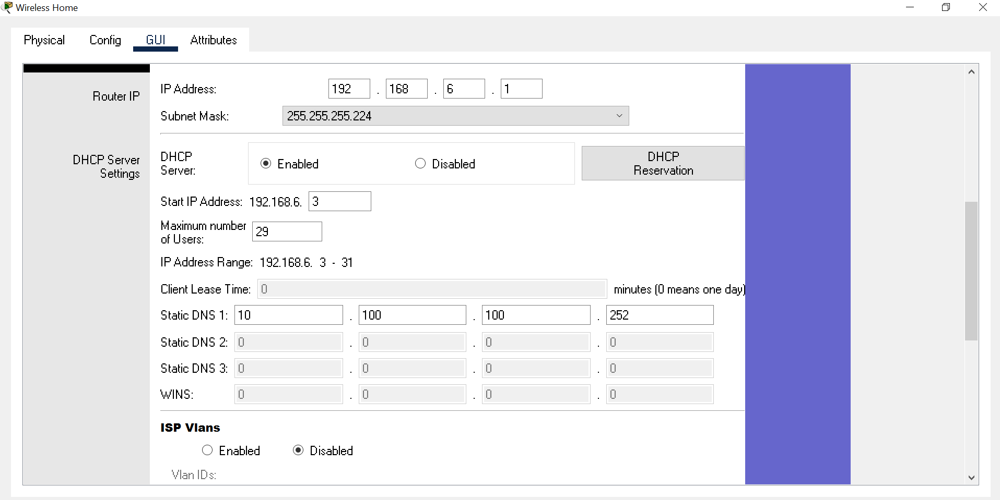 Wireless Home
Physical Config GUI Attributes
Router IP
IP Address: 192 . 168 . 6 . 1
Subnet Mask: 255.255.255.224
DHCP Server
Settings
DHCP
Server:
Enabled Disabled
DHCP
Reservation
Start IP Address: 192.168.6. 3
Maximum number
of Users:
29
IP Address Range: 192.168.6. 3 - 31
Client Lease Time: 0 minutes (0 means one day)
Static DNS 1: 10 . 100 . 100 . 252
Static DNS 2: 0 . 0 . 0 . 0
Static DNS 3: 0 . 0 . 0 . 0
WINS: 0 . 0 . 0 . 0
ISP Vlans
Enabled Disabled
Vlan IDs: